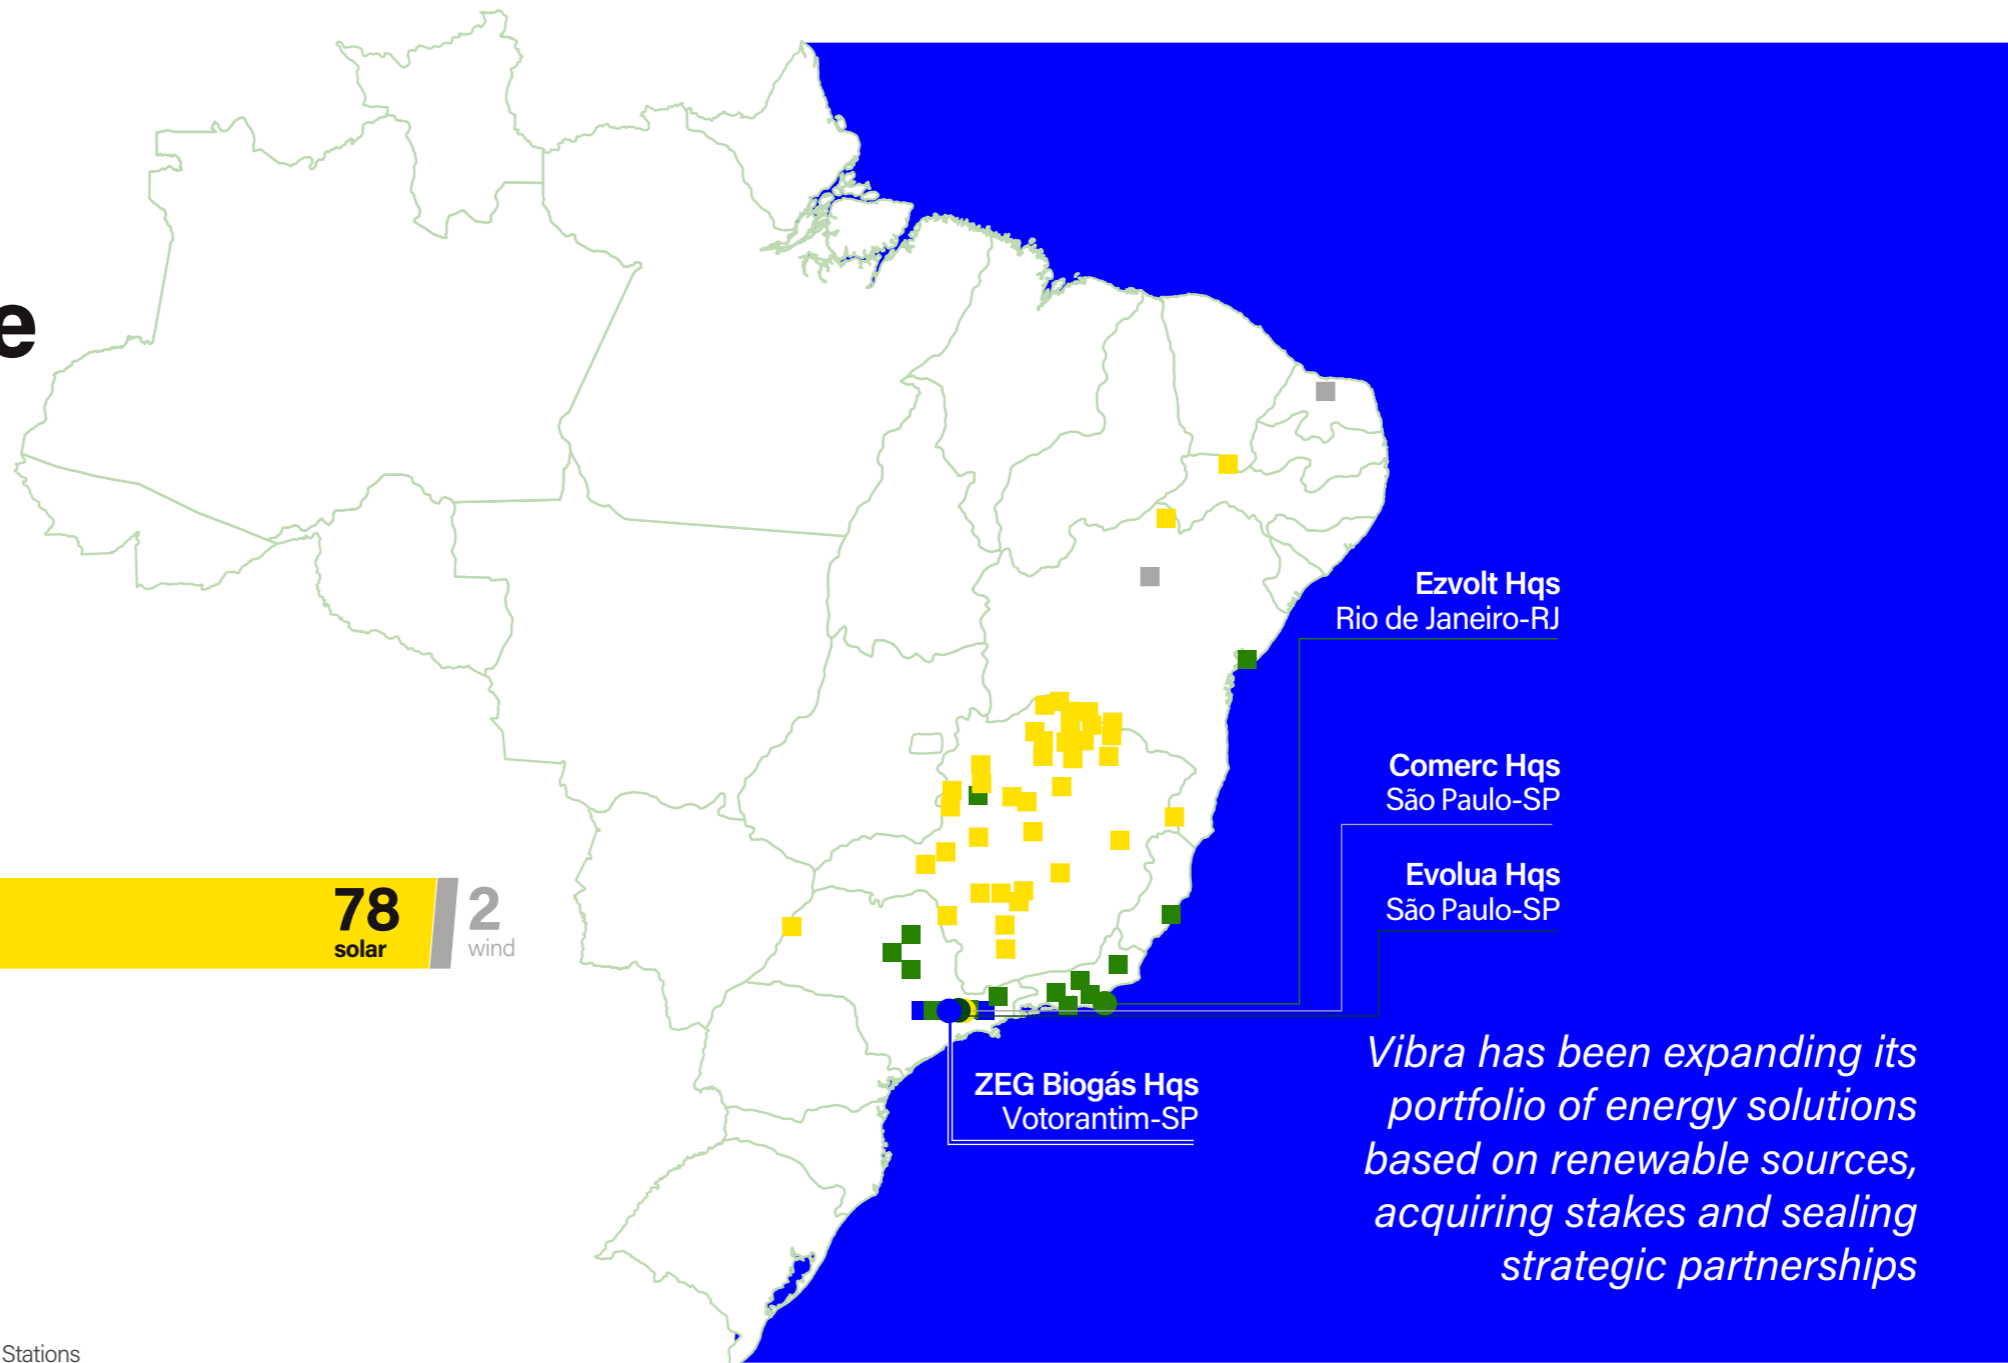 e
Ezvolt Hqs
Rio de Janeiro-RJ
Comerc Hqs
São Paulo-SP
Evolua Hqs
São Paulo-SP
78
solar
2
wind
ZEG Biogás Hqs
Votorantim-SP
Vibra has been expanding its
portfolio of energy solutions
based on renewable sources,
acquiring stakes and sealing
strategic partnerships
Stations